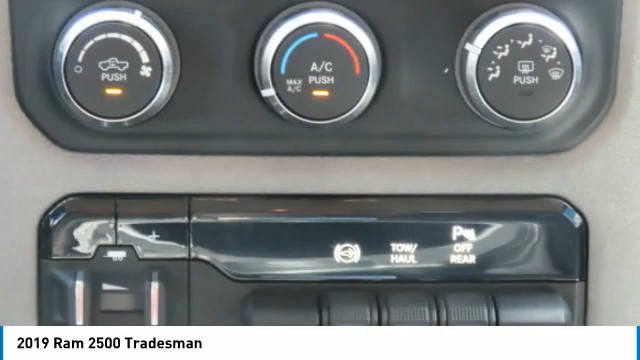 PUSH
A/C
PUSH
MAX
A/C
PUSH
+
P
TOW/
HAUL
OFF
REAR
2019 Ram 2500 Tradesman